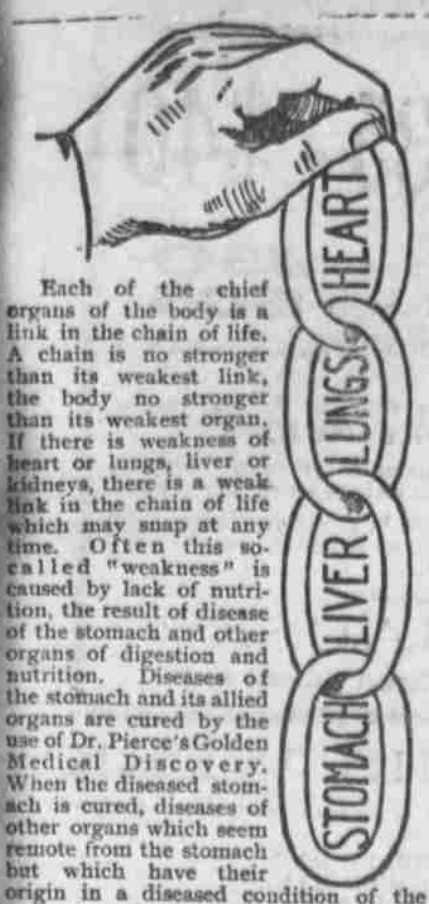 HEART
LUNGS
LIVER
STOMACH
Each of the chief
organs of the body is a
link in the chain of life.
A chain is no stronger
than its weakest link,
the body no stronger
than its weakest organ.
If there is weakness of
heart or lungs, liver or
kidneys, there is a weak
link in the chain of life
which may snap at any
time. Often this so-
called "weakness" is
caused by lack of nutri-
tion, the result of disease
of the stomach and other
organs of digestion and
nutrition. Diseases of
the stomach and its allied
organs are cured by the
use of Dr. Pierce's Golden
Medical Discovery.
When the diseased stom-
ach is cured, diseases of
other organs which seem
remote from the stomach
but which have their
origin in a diseased condition of the